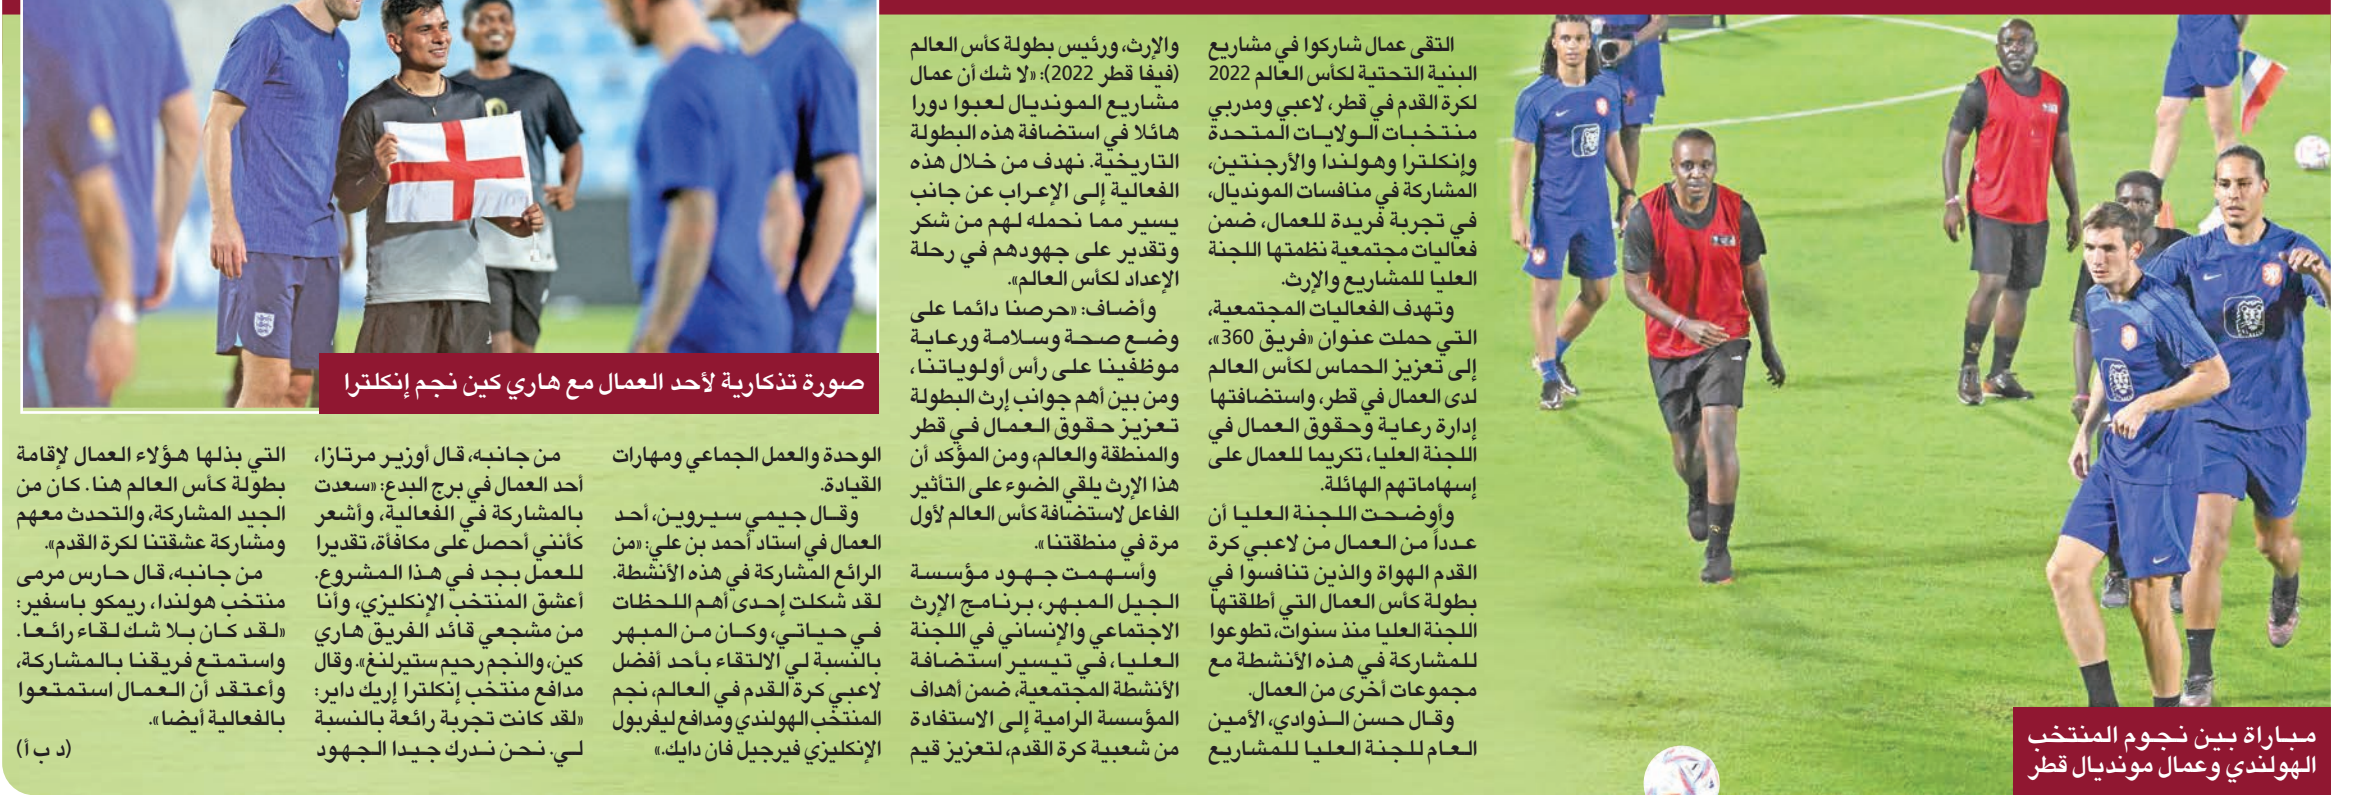 التقى عمال شاركوا في مشاريع
البنية التحتية لكأس العالم 2022
لكرة القدم في قطر، لاعبي ومدربي
منتخبات الولايات المتحدة
وإنكلترا وهولندا والأرجنتين،
المشاركة في منافسات المونديال،
في تجربة فريدة للعمال، ضمن
فعاليات مجتمعية نظمتها اللجنة
العليا للمشاريع والإرث.
وتهدف الفعاليات المجتمعية،
التي حملت عنوان «فريق 360»،
إلى تعزيز الحماس لكأس العالم
لدى العمال في قطر، واستضافتها
إدارة رعاية وحقوق العمال في
اللجنة العليا، تكريما للعمال على
إسهاماتهم الهائلة.
وأوضحت اللجنة العليا أن
عدداً من العمال من لاعبي كرة
القدم الهواة والذين تنافسوا في
بطولة كأس العمال التي أطلقتها
اللجنة العليا منذ سنوات، تطوعوا
للمشاركة في هذه الأنشطة مع
مجموعات أخرى من العمال.
وقال حسن الذوادي، الأمين
العام للجنة العليا للمشاريع
والإرث، ورئيس بطولة كأس العالم
(فيفا قطر 2022): «لا شك أن عمال
مشاريع المونديال لعبوا دورا
هائلا في استضافة هذه البطولة
التاريخية. نهدف من خلال هذه
الفعالية إلى الإعراب عن جانب
يسير مما نحمله لهم من شكر
وتقدير على جهودهم في رحلة
الإعداد لكأس العالم».
وأضاف: «حرصنا دائما على
وضع صحة وسلامة ورعاية
موظفينا على رأس أولوياتنا،
ومن بين أهم جوانب إرث البطولة
تعزيز حقوق العمال في قطر
والمنطقة والعالم، ومن المؤكد أن
هذا الإرث يلقي الضوء على التأثير
الفاعل لاستضافة كأس العالم لأول
مرة في منطقتنا».
وأسهمت جهود مؤسسة
الجيل المبهر، برنامج الإرث
الاجتماعي والإنساني في اللجنة
العليا، في تيسير استضافة
الأنشطة المجتمعية، ضمن أهداف
المؤسسة الرامية إلى الاستفادة
من شعبية كرة القدم، لتعزيز قيم
الوحدة والعمل الجماعي ومهارات
القيادة.
وقال جيمي سيروين، أحد
العمال في استاد أحمد بن علي: «من
الرائع المشاركة في هذه الأنشطة.
لقد شكلت إحدى أهم اللحظات
في حياتي، وكان من المبهر
بالنسبة لي الالتقاء بأحد أفضل
لاعبي كرة القدم في العالم، نجم
المنتخب الهولندي ومدافع ليفربول
الإنكليزي فيرجيل فان دايك.»
من جانبه، قال أوزير مرتازا،
أحد العمال في برج البدع: «سعدت
بالمشاركة في الفعالية، وأشعر
كأنني أحصل على مكافأة، تقديرا
للعمل بجد في هذا المشروع.
أعشق المنتخب الإنكليزي، وأنا
من مشجعي قائد الفريق هاري
كين، والنجم رحيم ستيرلنغ». وقال
مدافع منتخب إنكلترا إريك داير:
«لقد كانت تجربة رائعة بالنسبة
لي. نحن ندرك جيدا الجهود
التي بذلها هؤلاء العمال لإقامة
بطولة كأس العالم هنا. كان من
الجيد المشاركة، والتحدث معهم
ومشاركة عشقتنا لكرة القدم».
من جانبه، قال حارس مرمى
منتخب هولندا، ريمكو باسفير:
«لقد كان بلا شك لقاء رائعا.
واستمتع فريقنا بالمشاركة،
وأعتقد أن العمال استمتعوا
بالفعالية أيضا».
(د ب أ)
صورة تذكارية لأحد العمال مع هاري كين نجم إنكلترا
مباراة بين نجوم المنتخب
الهولندي وعمال مونديال قطر